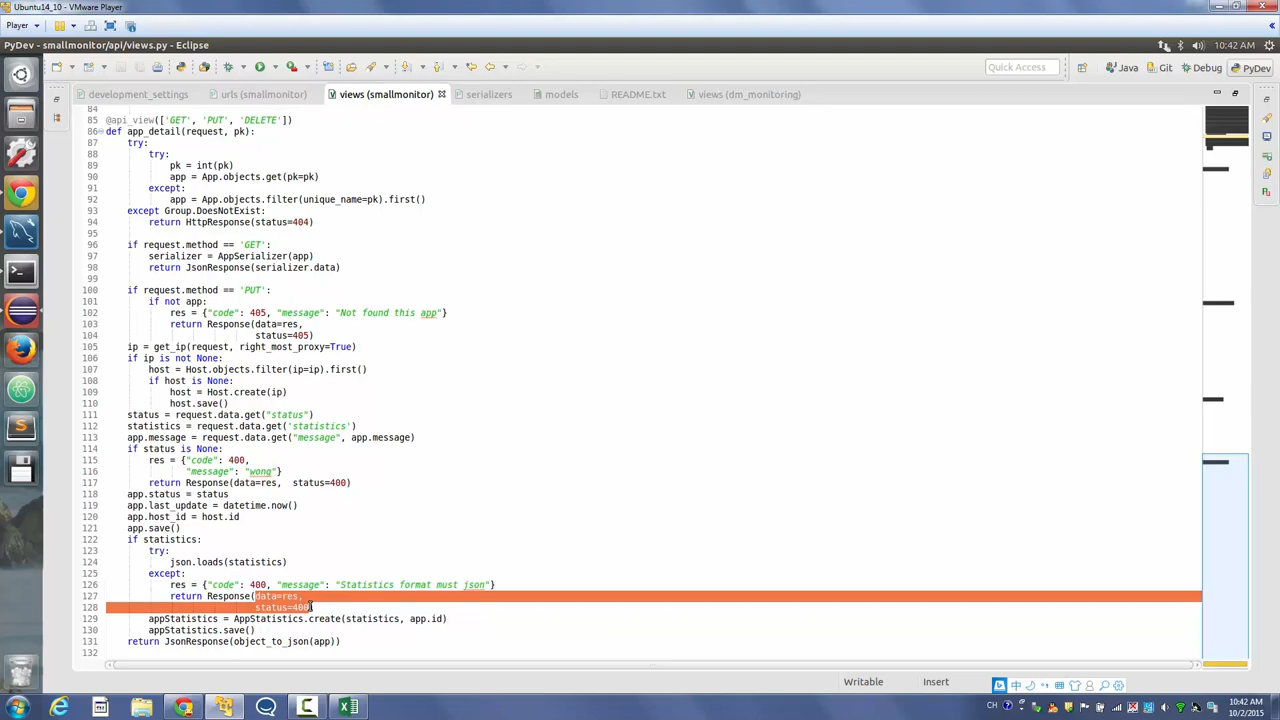 Ubuntu14_10 - VMware Player
Player
PyDev - smallmonitor/api/views.py - Eclipse
10:42 AM
Quick Access
Java
Git
Debug
PyDev
development_settings
urls (smallmonitor)
views (smallmonitor)
serializers
models
README.txt
views (dm_monitoring)
84
85 @api_view(['GET', 'PUT', 'DELETE'])
86 def app_detail(request, pk):
87 try:
88 try:
89 pk = int(pk)
90 app = App.objects.get(pk=pk)
91 except:
92 app = App.objects.filter(unique_name=pk).first()
93 except Group.DoesNotExist:
94 return HttpResponse(status=404)
95
96 if request.method == 'GET':
97 serializer = AppSerializer(app)
98 return JsonResponse(serializer.data)
99
100 if request.method == 'PUT':
101 if not app:
102 res = {"code": 405, "message": "Not found this app"}
103 return Response(data=res,
104 status=405)
105 ip = get_ip(request, right_most_proxy=True)
106 if ip is not None:
107 host = Host.objects.filter(ip=ip).first()
108 if host is None:
109 host = Host.create(ip)
110 host.save()
111 status = request.data.get("status")
112 statistics = request.data.get('statistics')
113 app.message = request.data.get("message", app.message)
114 if status is None:
115 res = {"code": 400,
116 "message": "wong"}
117 return Response(data=res, status=400)
118 app.status = status
119 app.last_update = datetime.now()
120 app.host_id = host.id
121 app.save()
122 if statistics:
123 try:
124 json.loads(statistics)
125 except:
126 res = {"code": 400, "message": "Statistics format must json"}
127 return Response(data=res,
128 status=400)
129 appStatistics = AppStatistics.create(statistics, app.id)
130 appStatistics.save()
131 return JsonResponse(object_to_json(app))
132
Writable
Insert
中
CH
10:42 AM
10/2/2015